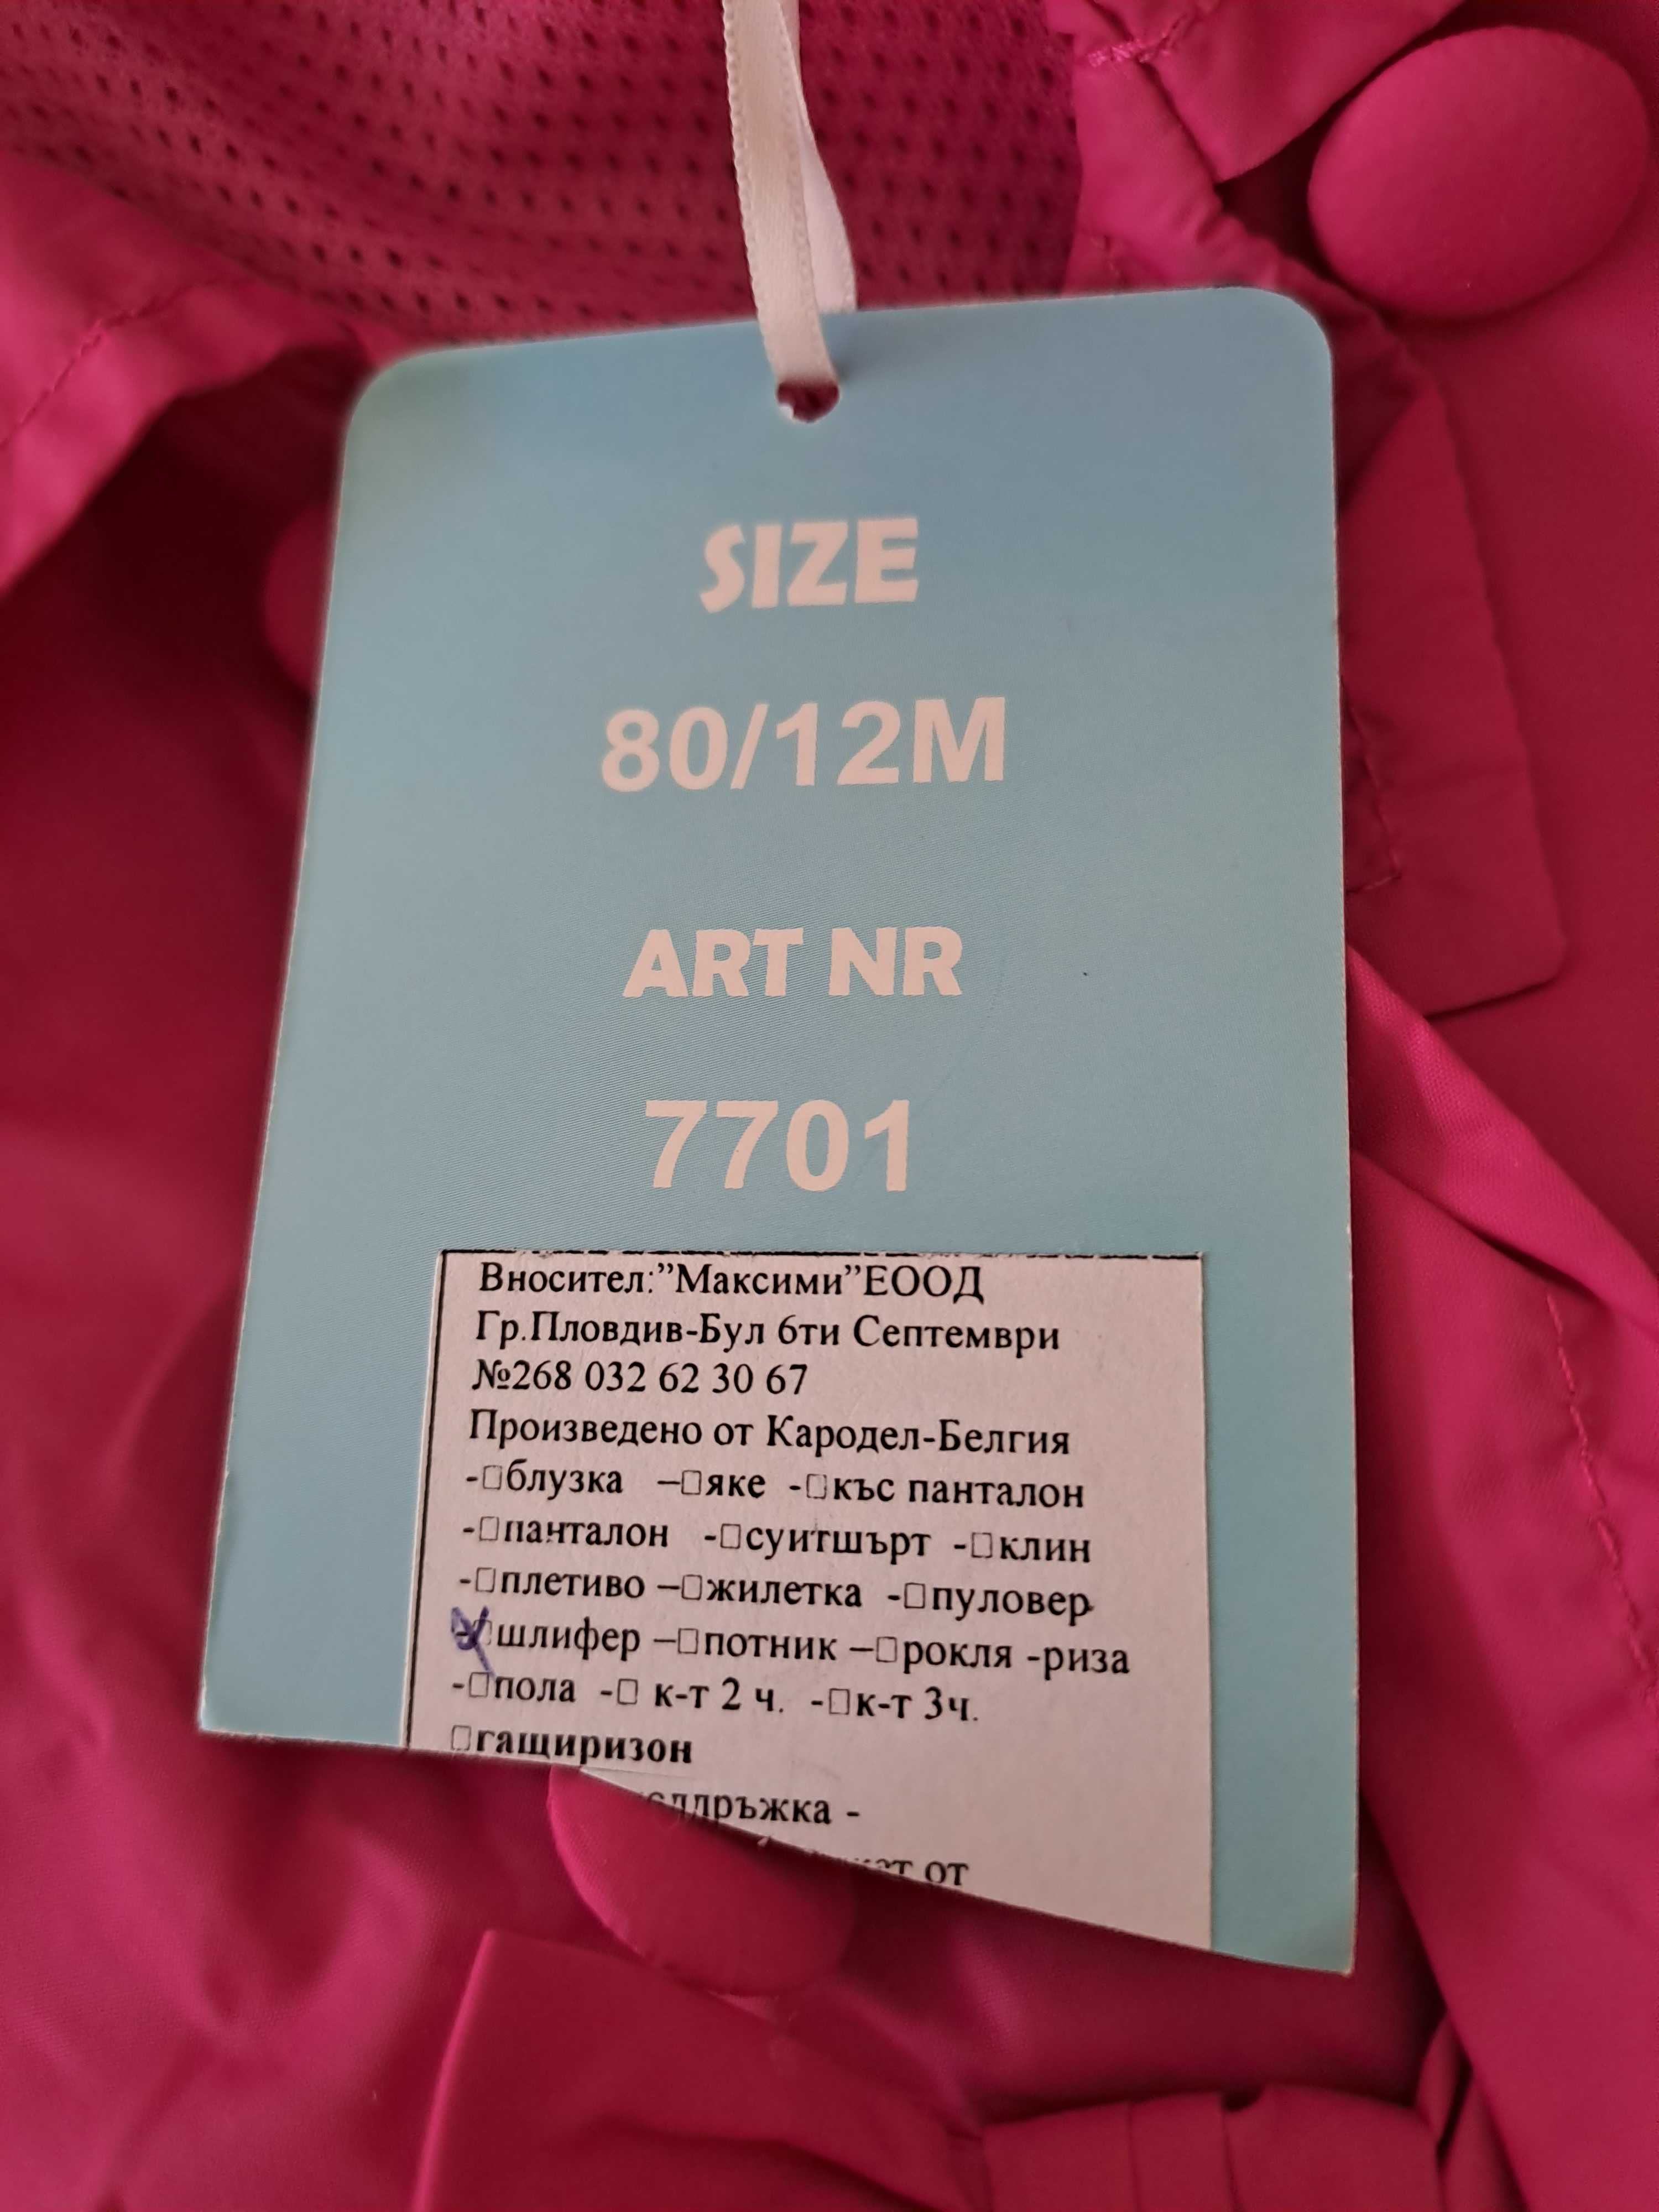 SIZE
80/12M
ART NR
7701
Вносител:”Максими”ЕООД
Гр.Пловдив-Бул 6ти Септември
№268 032 62 30 67
Произведено от Кародел-Белгия
-□блузка –□яке -□къс панталон
-□панталон -□суитшърт -□клин
-□плетиво –□жилетка -□пуловер
-□шлифер –□потник –□рокля -риза
-□пола -□ к-т 2 ч. -□к-т 3ч.
□гащиризон
-
от